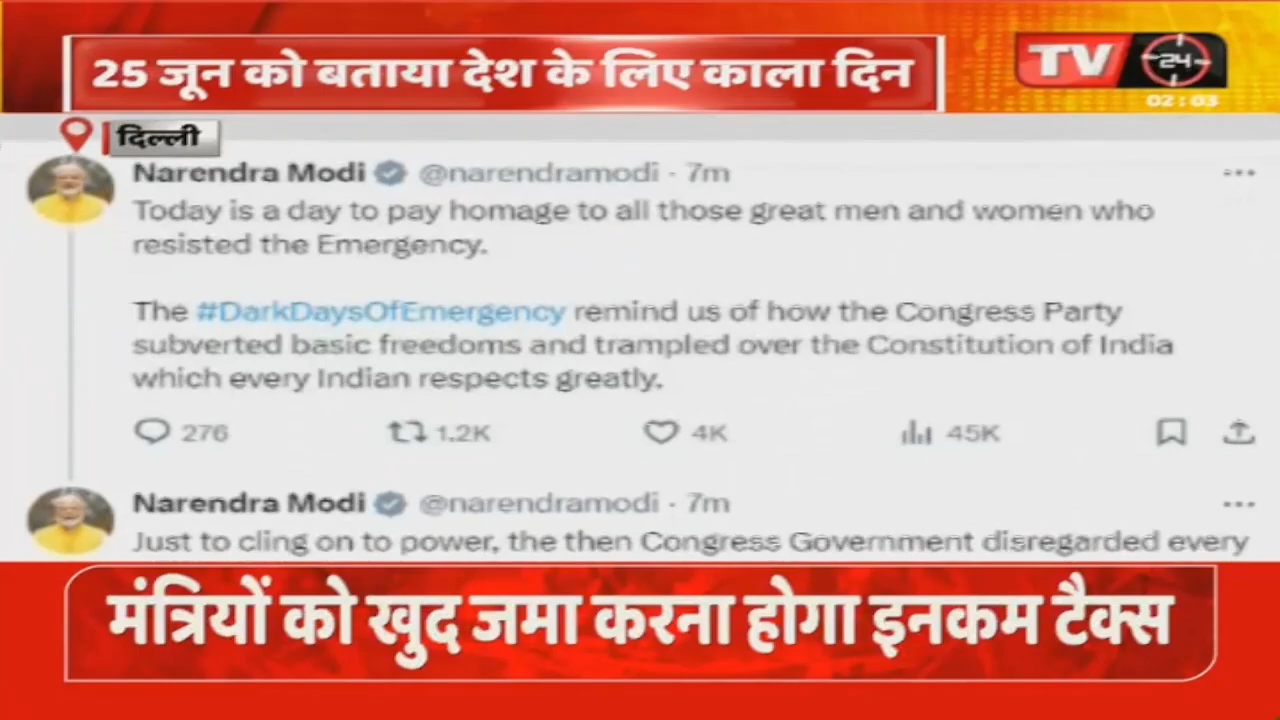 25 जून को बताया देश के लिए काला दिन
TV 24
02:03
दिल्ली
Narendra Modi @narendramodi · 7m
Today is a day to pay homage to all those great men and women who
resisted the Emergency.
The #DarkDaysOfEmergency remind us of how the Congress Party
subverted basic freedoms and trampled over the Constitution of India
which every Indian respects greatly.
276 1.2K 4K 45K
Narendra Modi @narendramodi · 7m
Just to cling on to power, the then Congress Government disregarded every
मंत्रियों को खुद जमा करना होगा इनकम टैक्स